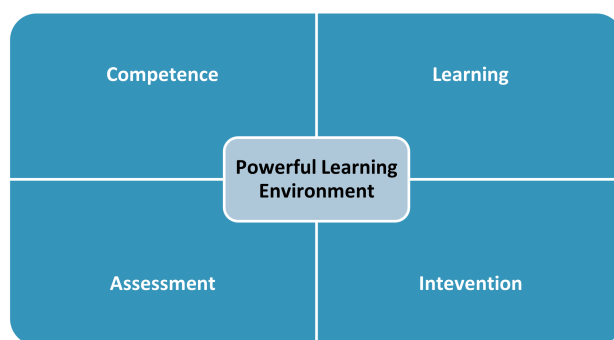 Competence
Learning
Powerful Learning
Environment
Assessment
Intevention